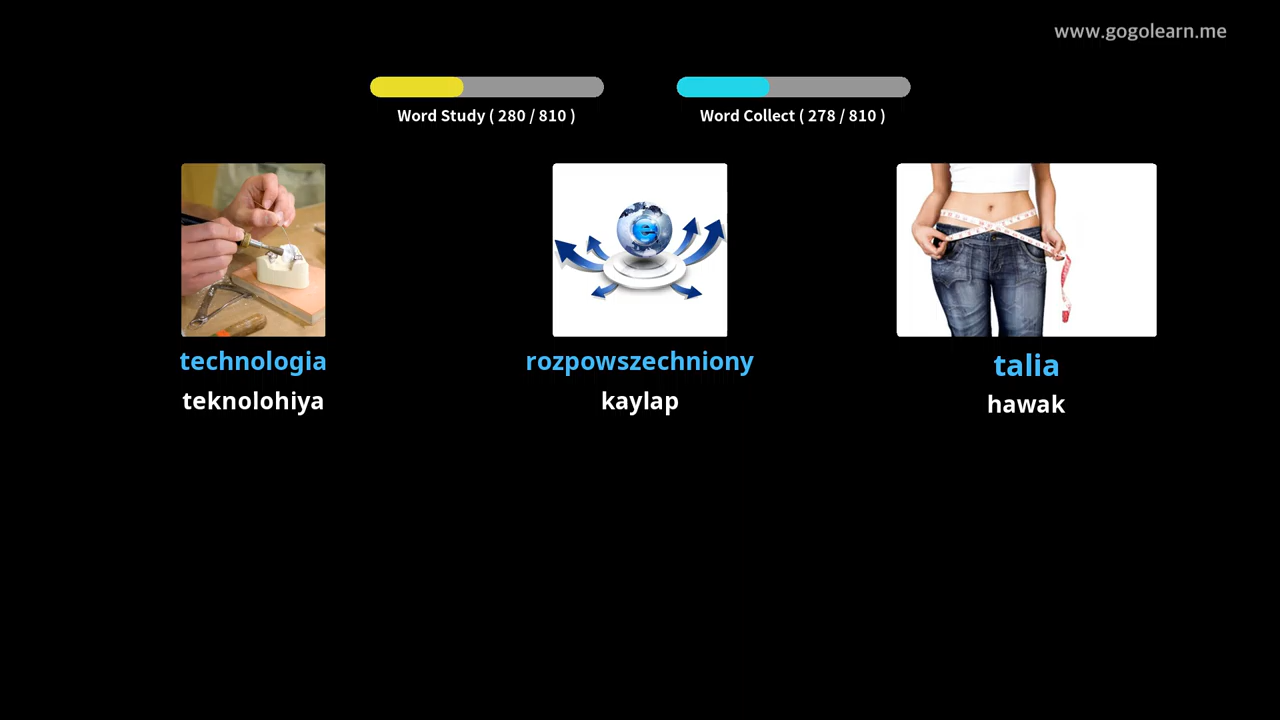 www.gogolearn.me
Word Study ( 280 / 810 )
Word Collect ( 278 / 810 )
technologia
teknolohiya
rozpowszechniony
kaylap
talia
hawak